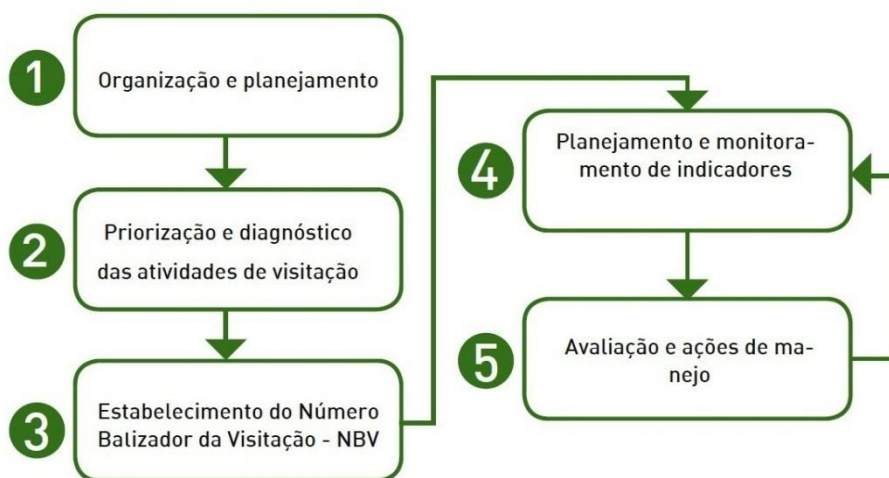 1
Organização e planejamento
2
Priorização e diagnóstico
das atividades de visitação
3
Estabelecimento do Número
Balizador da Visitação - NBV
4
Planejamento e monitora-
mento de indicadores
5
Avaliação e ações de ma-
nejo